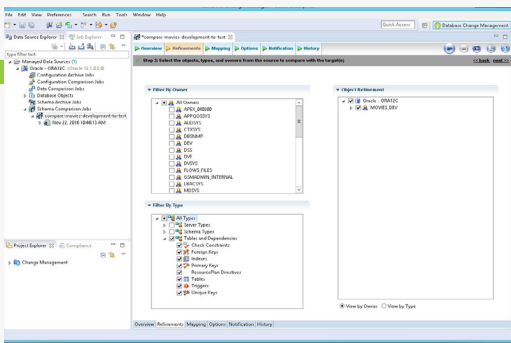 File Edit View Preferences Search Run Tools Window Help
Quick Access
Database Change Management
Data Source Explorer
Job Explorer
type filter text
Managed Data Sources (1)
Oracle - ORA12C (Oracle 12.1.0.2.0)
Configuration Archive Jobs
Configuration Comparison Jobs
Data Comparison Jobs
Database Objects
Schema Archive Jobs
Schema Comparison Jobs
compare-movies-development-to-test
Nov 22, 2016 10:48:13 AM
Project Explorer
Compliance
Change Management
*compare-movies-development-to-test
Overview Refinements Mapping Options Notification History
Step 2: Select the objects, types, and owners from the source to compare with the target(s)
<< back next >>
Filter By Owner
All Owners
APEX_040200
APPQOSSYS
AUDSYS
CTXSYS
DBSNMP
DEV
DSS
DVF
DVSYS
FLOWS_FILES
GSMADMIN_INTERNAL
LBACSYS
MDSYS
Filter By Type
All Types
Server Types
Schema Types
Tables and Dependencies
Check Constraints
Foreign Keys
Indexes
Primary Keys
ResourcePlan Directives
Tables
Triggers
Unique Keys
Object Refinement
Oracle - ORA12C
MOVIES_DEV
View by Owner View by Type
Overview Refinements Mapping Options Notification History